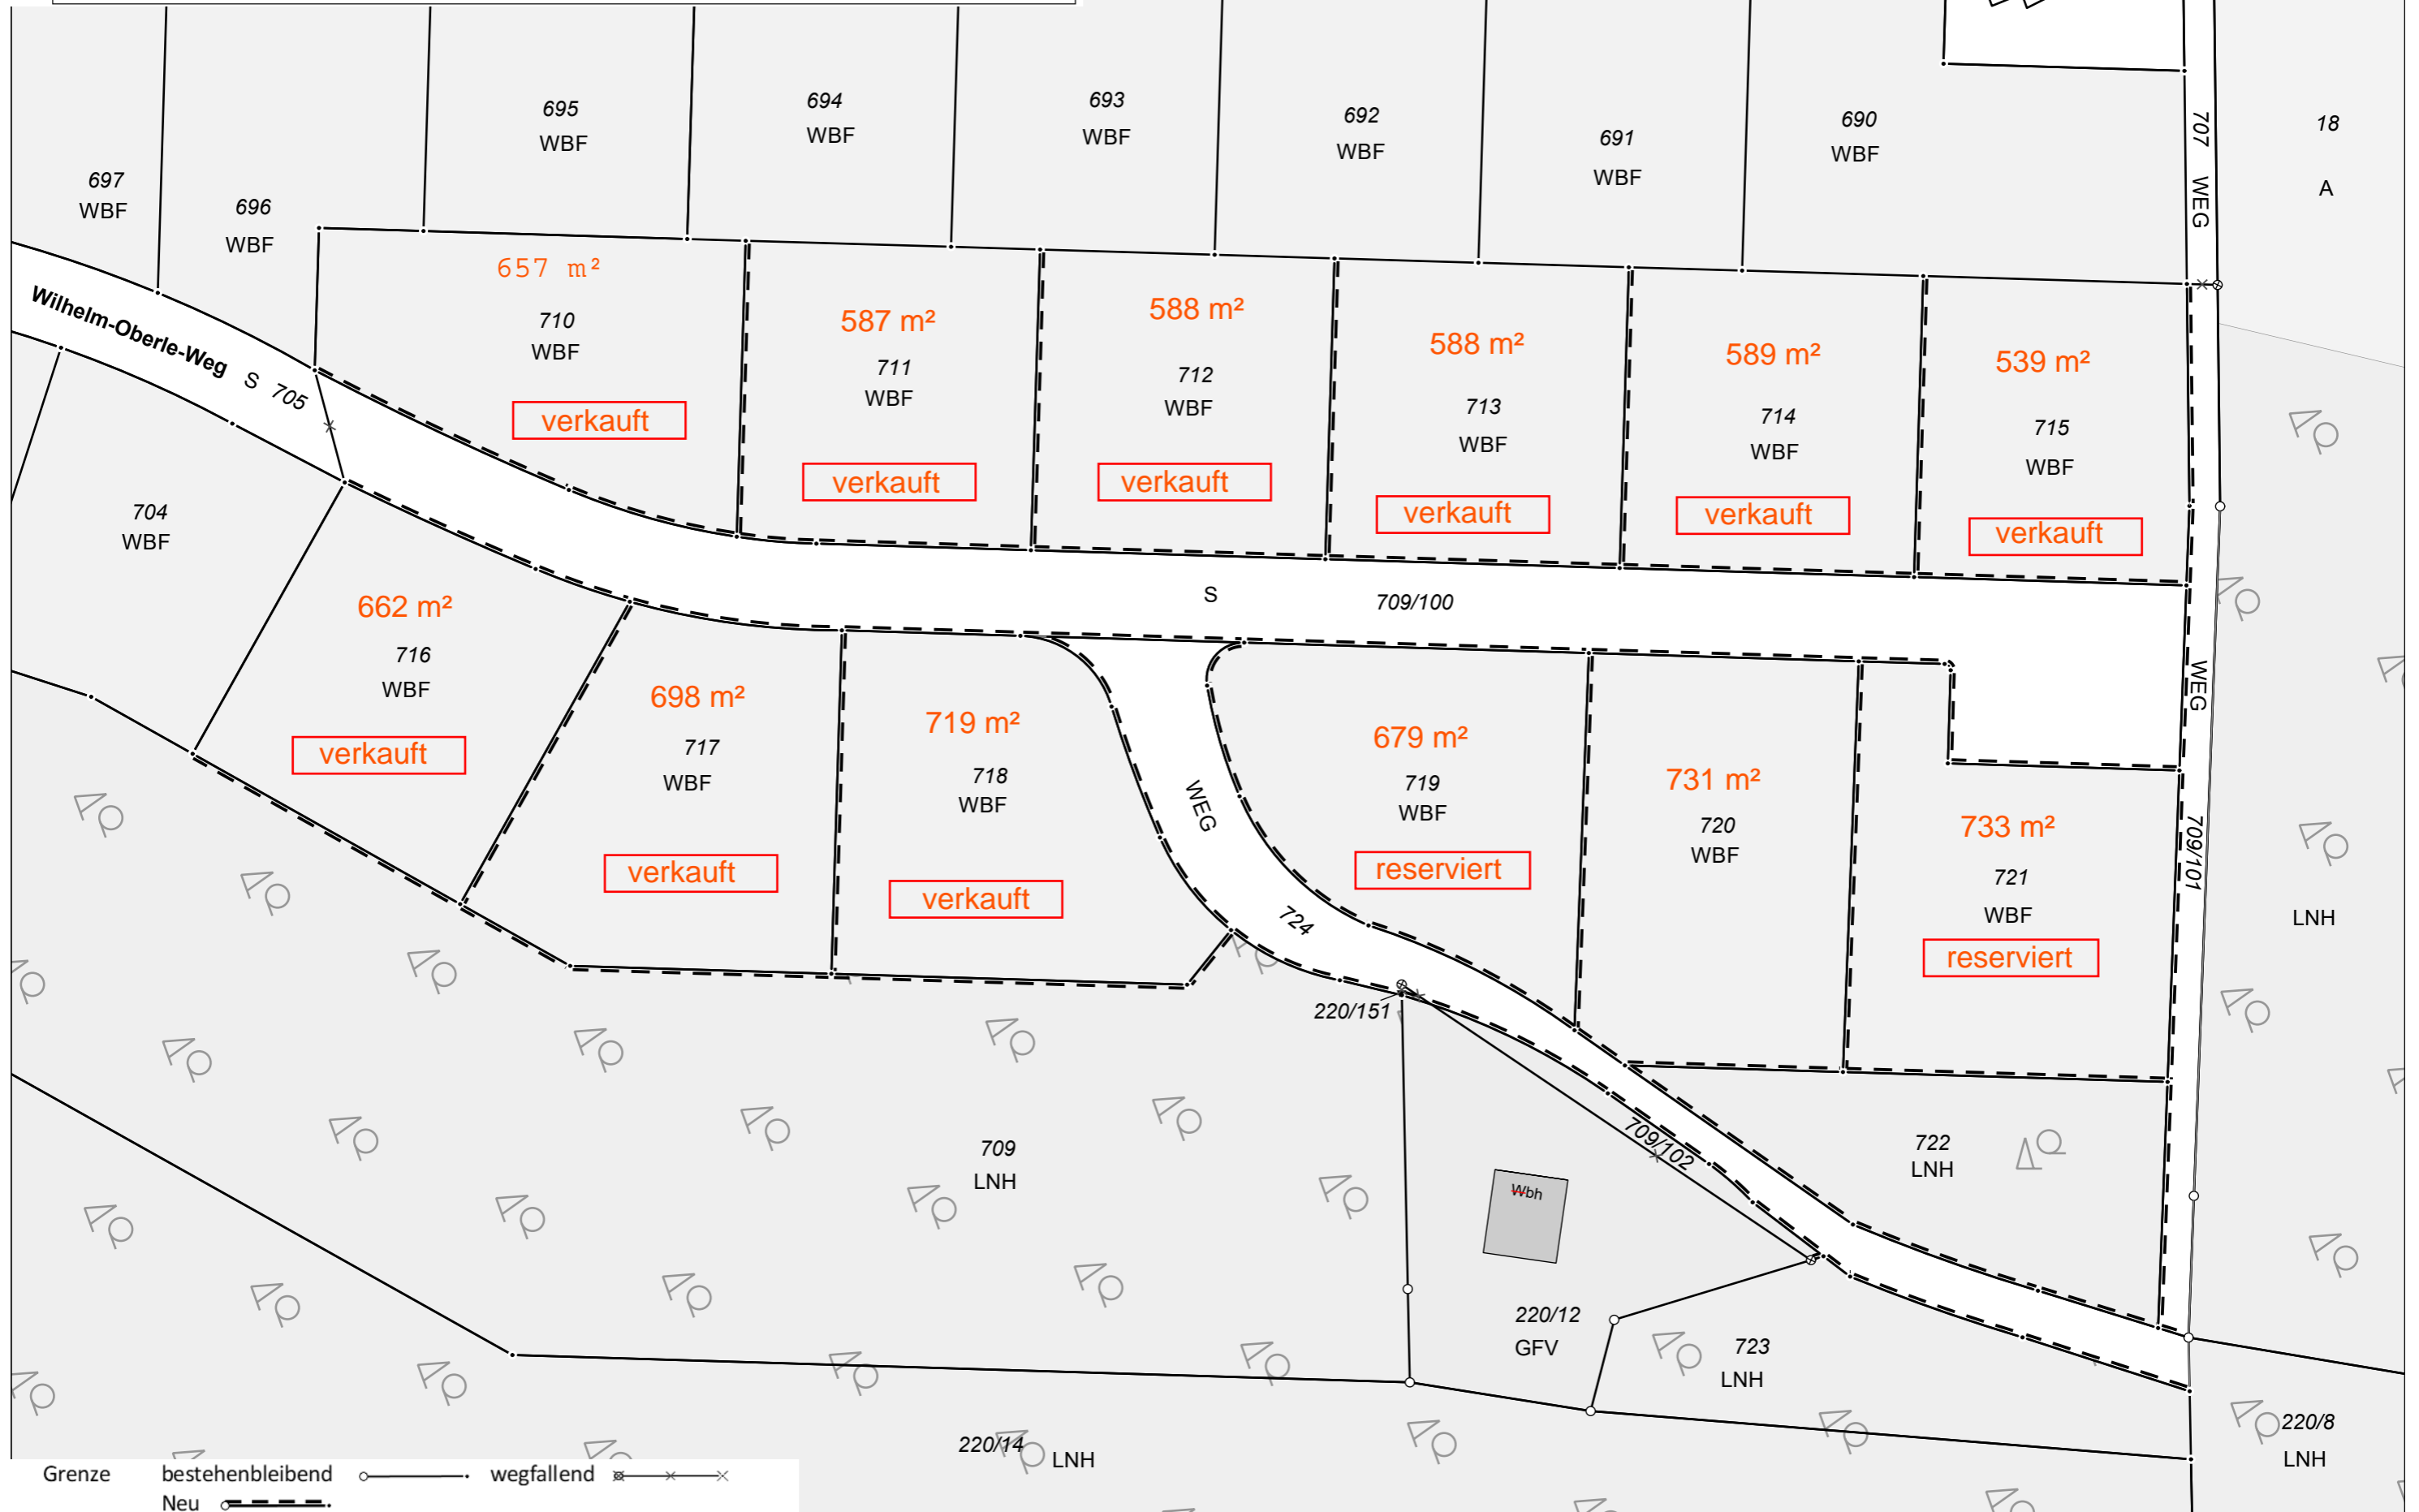 695
WBF
694
WBF
693
WBF
692
WBF
691
WBF
690
WBF
707 WEG
18
A
697
WBF
696
WBF
Wilhelm-Oberle-Weg S 705
657 m²
710
WBF
verkauft
587 m²
711
WBF
verkauft
588 m²
712
WBF
verkauft
588 m²
713
WBF
verkauft
589 m²
714
WBF
verkauft
539 m²
715
WBF
verkauft
704
WBF
S 709/100
662 m²
716
WBF
verkauft
698 m²
717
WBF
verkauft
719 m²
718
WBF
verkauft
WEG
724
679 m²
719
WBF
reserviert
731 m²
720
WBF
733 m²
721
WBF
reserviert
WEG
709/101
LNH
220/151
709/102
709
LNH
Wbh
722
LNH
220/12
GFV
723
LNH
220/14 LNH
220/8
LNH
Grenze bestehenbleibend wegfallend
Neu